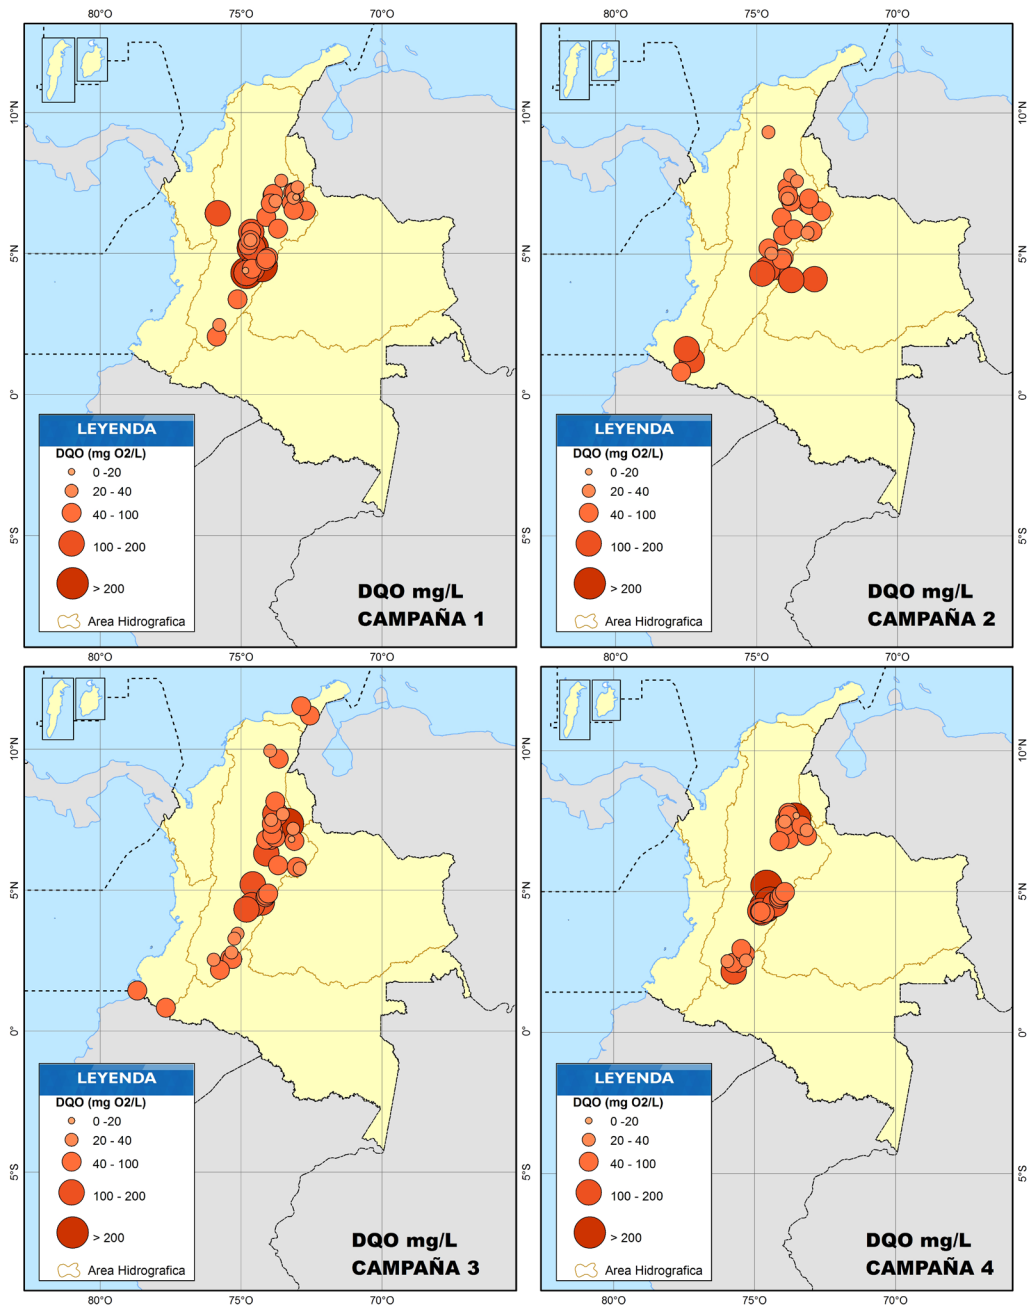 80°O 75°O 70°O
10°N
5°N
0°
5°S
LEYENDA
DQO (mg O2/L)
0 -20
20 - 40
40 - 100
100 - 200
> 200
Area Hidrografica
DQO mg/L
CAMPAÑA 1
80°O 75°O 70°O
80°O 75°O 70°O
10°N
5°N
0°
5°S
LEYENDA
DQO (mg O2/L)
0 -20
20 - 40
40 - 100
100 - 200
> 200
Area Hidrografica
DQO mg/L
CAMPAÑA 2
80°O 75°O 70°O
10°N
5°N
0°
5°S
LEYENDA
DQO (mg O2/L)
0 -20
20 - 40
40 - 100
100 - 200
> 200
Area Hidrografica
DQO mg/L
CAMPAÑA 3
80°O 75°O 70°O
10°N
5°N
0°
5°S
LEYENDA
DQO (mg O2/L)
0 -20
20 - 40
40 - 100
100 - 200
> 200
Area Hidrografica
DQO mg/L
CAMPAÑA 4
80°O 75°O 70°O